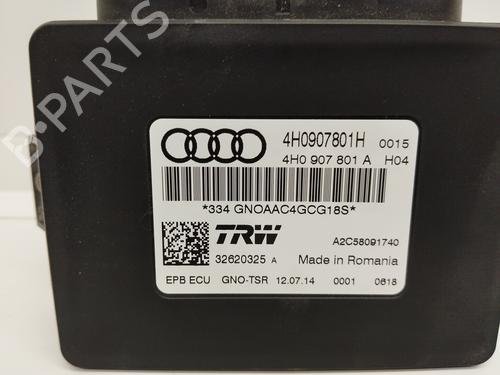 B-PARTS
4H0907801H 0015
4H0 907 801 A H04
*334 GNOAAC4GCG18S*
TRW A2C58091740
32620325 A Made in Romania
EPB ECU GNO-TSR 12.07.14 0001 0618